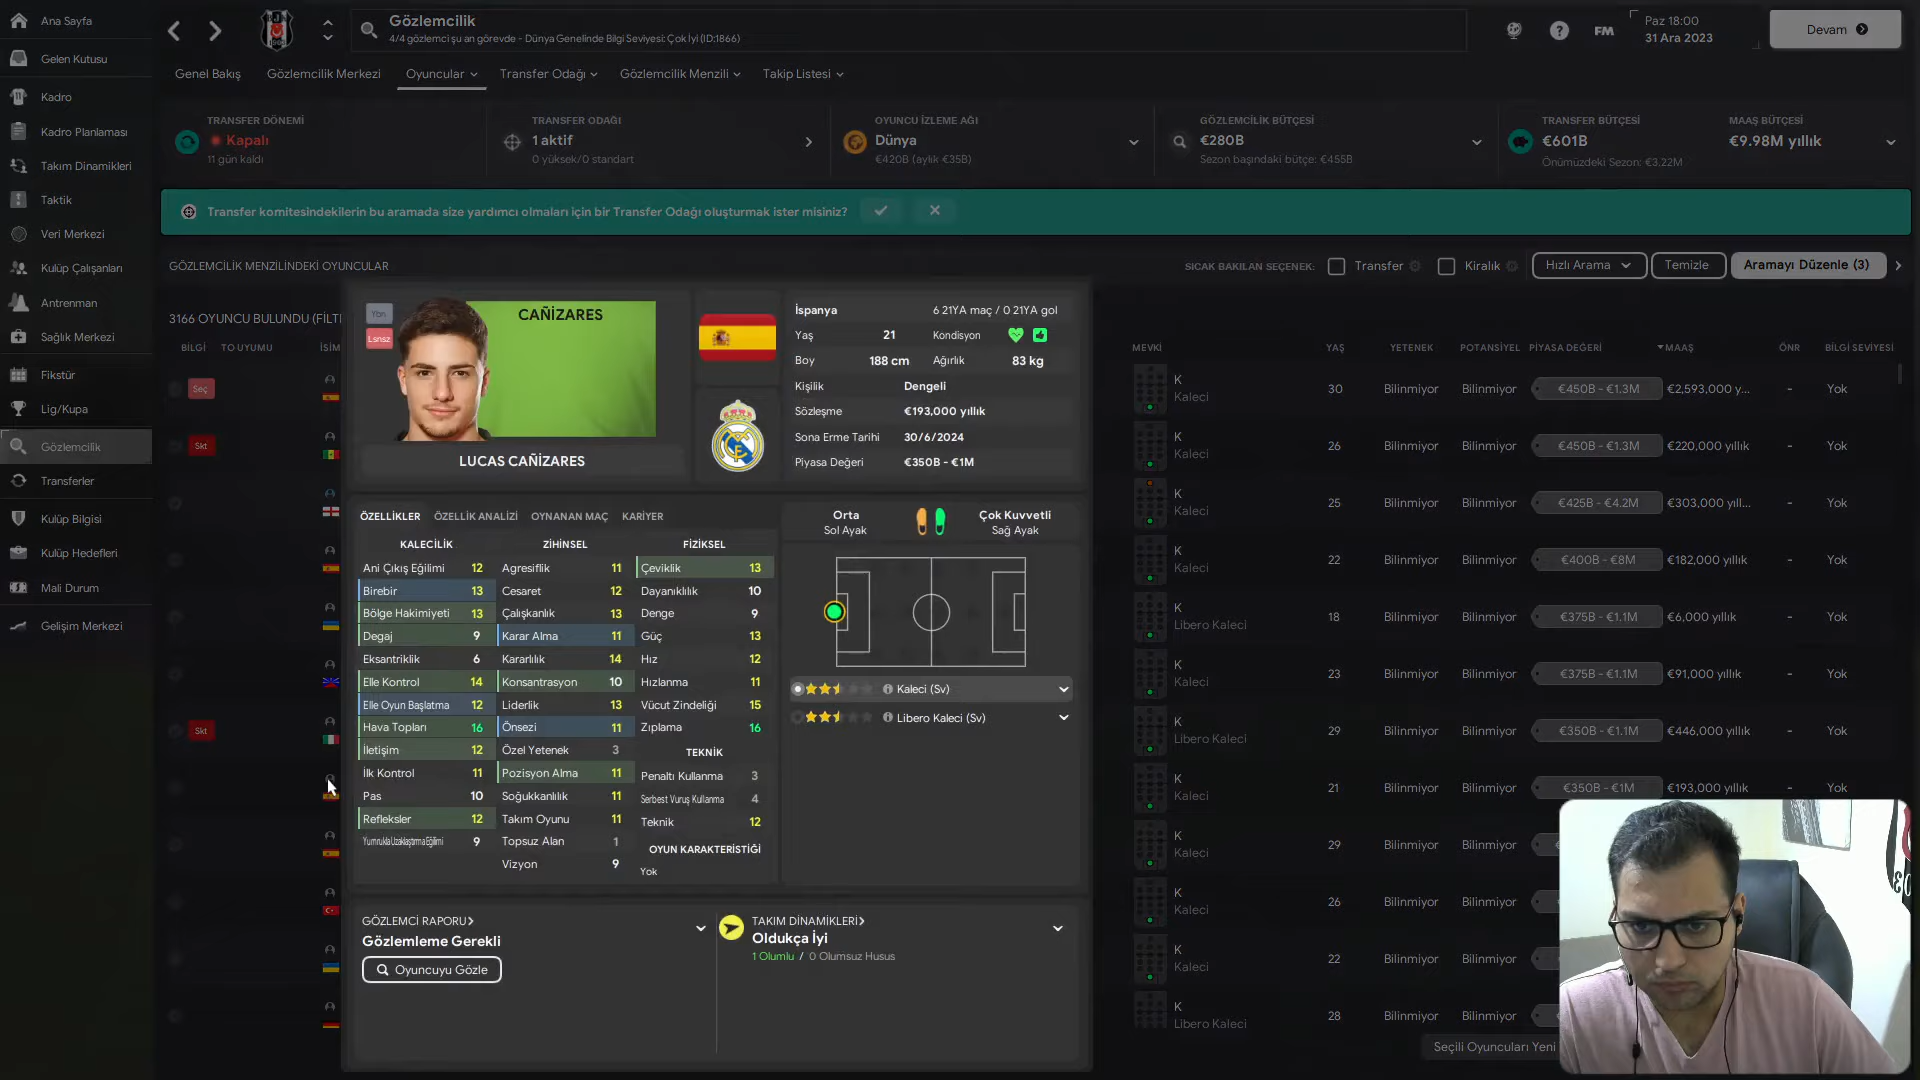 Ana Sayfa
Gelen Kutusu
Kadro
Kadro Planlaması
Takım Dinamikleri
Taktik
Veri Merkezi
Kulüp Çalışanları
Antrenman
Sağlık Merkezi
Fikstür
Lig/Kupa
Gözlemcilik
Transferler
Kulüp Bilgisi
Kulüp Hedefleri
Mali Durum
Gelişim Merkezi
Gözlemcilik
4/4 gözlemci şu an görevde - Dünya Genelinde Bilgi Seviyesi: Çok İyi (ID:1866)
FM
Paz 18:00
31 Ara 2023
Devam
Genel Bakış Gözlemcilik Merkezi Oyuncular Transfer Odağı Gözlemcilik Menzili Takip Listesi
TRANSFER DÖNEMİ
Kapalı
11 gün kaldı
TRANSFER ODAĞI
1 aktif
0 yüksek/0 standart
OYUNCU İZLEME AĞI
Dünya
€420B (aylık €35B)
GÖZLEMCİLİK BÜTÇESİ
€280B
Sezon başındaki bütçe: €455B
TRANSFER BÜTÇESİ
€601B
Önümüzdeki Sezon: €3.22M
MAAŞ BÜTÇESİ
€9.98M yıllık
Transfer komitesindekilerin bu aramada size yardımcı olmaları için bir Transfer Odağı oluşturmak ister misiniz?
GÖZLEMCİLİK MENZİLİNDEKİ OYUNCULAR
SICAK BAKILAN SEÇENEK: Transfer Kiralık Hızlı Arama Temizle Aramayı Düzenle (3)
3166 OYUNCU BULUNDU (FİLT
BİLGİ TO UYUMU İSİM
Seç
Skt
Skt
MEVKİ YAŞ YETENEK POTANSİYEL PİYASA DEĞERİ MAAŞ ÖNR BİLGİ SEVİYESİ
K
Kaleci 30 Bilinmiyor Bilinmiyor €450B - €1.3M €2,593,000 y... - Yok
K
Kaleci 26 Bilinmiyor Bilinmiyor €450B - €1.3M €220,000 yıllık - Yok
K
Kaleci 25 Bilinmiyor Bilinmiyor €425B - €4.2M €303,000 yıll... - Yok
K
Kaleci 22 Bilinmiyor Bilinmiyor €400B - €8M €182,000 yıllık - Yok
K
Libero Kaleci 18 Bilinmiyor Bilinmiyor €375B - €1.1M €6,000 yıllık - Yok
K
Kaleci 23 Bilinmiyor Bilinmiyor €375B - €1.1M €91,000 yıllık - Yok
K
Libero Kaleci 29 Bilinmiyor Bilinmiyor €350B - €1.1M €446,000 yıllık - Yok
K
Kaleci 21 Bilinmiyor Bilinmiyor €350B - €1M €193,000 yıllık - Yok
K
Kaleci 29 Bilinmiyor Bilinmiyor
K
Kaleci 26 Bilinmiyor Bilinmiyor
K
Kaleci 22 Bilinmiyor Bilinmiyor
K
Libero Kaleci 28 Bilinmiyor Bilinmiyor
Seçili Oyuncuları Yeni
Ybn
Lsnsz
CAÑİZARES
LUCAS CAÑİZARES
İspanya 6 21YA maç / 0 21YA gol
Yaş 21 Kondisyon
Boy 188 cm Ağırlık 83 kg
Kişilik Dengeli
Sözleşme €193,000 yıllık
Sona Erme Tarihi 30/6/2024
Piyasa Değeri €350B - €1M
ÖZELLİKLER ÖZELLİK ANALİZİ OYNANAN MAÇ KARİYER
KALECİLİK
Ani Çıkış Eğilimi 12
Birebir 13
Bölge Hakimiyeti 13
Degaj 9
Eksantriklik 6
Elle Kontrol 14
Elle Oyun Başlatma 12
Hava Topları 16
İletişim 12
İlk Kontrol 11
Pas 10
Refleksler 12
Yumrukla Uzaklaştırma Eğilimi 9
ZİHİNSEL
Agresiflik 11
Cesaret 12
Çalışkanlık 13
Karar Alma 11
Kararlılık 14
Konsantrasyon 10
Liderlik 13
Önsezi 11
Özel Yetenek 3
Pozisyon Alma 11
Soğukkanlılık 11
Takım Oyunu 11
Topsuz Alan 1
Vizyon 9
FİZİKSEL
Çeviklik 13
Dayanıklılık 10
Denge 9
Güç 13
Hız 12
Hızlanma 11
Vücut Zindeliği 15
Zıplama 16
TEKNİK
Penaltı Kullanma 3
Serbest Vuruş Kullanma 4
Teknik 12
OYUN KARAKTERİSTİĞİ
Yok
Orta
Sol Ayak
Çok Kuvvetli
Sağ Ayak
Kaleci (Sv)
Libero Kaleci (Sv)
GÖZLEMCİ RAPORU
Gözlemleme Gerekli
Oyuncuyu Gözle
TAKIM DİNAMİKLERİ
Oldukça İyi
1 Olumlu / 0 Olumsuz Husus